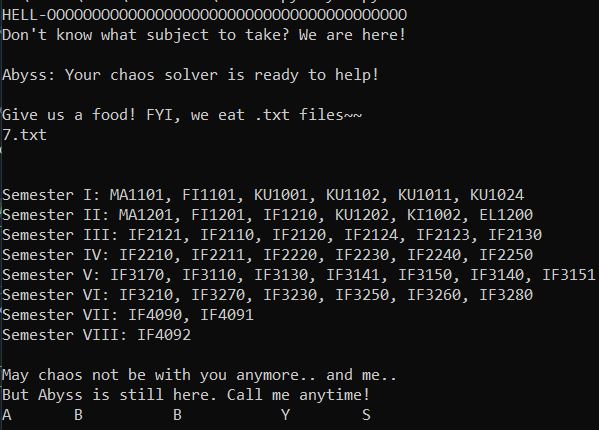 HELL-OOOOOOOOOOOOOOOOOOOOOOOOOOOOOOOOOOOOOOOO
Don't know what subject to take? We are here!
Abyss: Your chaos solver is ready to help!
Give us a food! FYI, we eat .txt files~~
7.txt
Semester I: MA1101, FI1101, KU1001, KU1102, KU1011, KU1024
Semester II: MA1201, FI1201, IF1210, KU1202, KI1002, EL1200
Semester III: IF2121, IF2110, IF2120, IF2124, IF2123, IF2130
Semester IV: IF2210, IF2211, IF2220, IF2230, IF2240, IF2250
Semester V: IF3170, IF3110, IF3130, IF3141, IF3150, IF3140, IF3151
Semester VI: IF3210, IF3270, IF3230, IF3250, IF3260, IF3280
Semester VII: IF4090, IF4091
Semester VIII: IF4092
May chaos not be with you anymore.. and me..
But Abyss is still here. Call me anytime!
A B B Y S